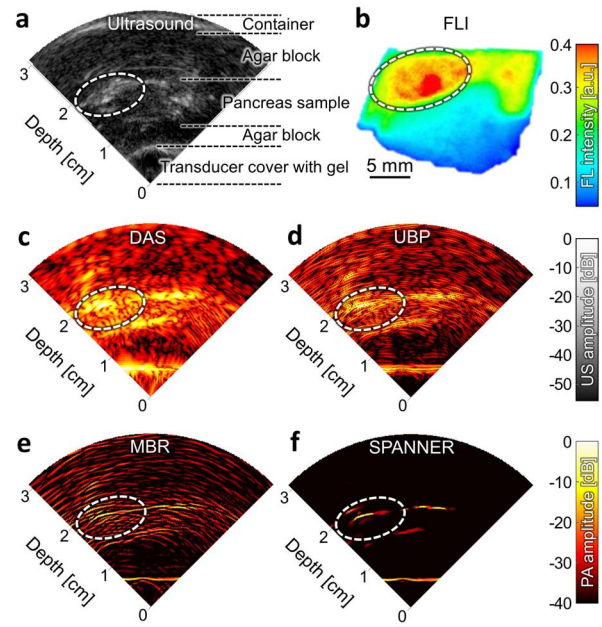 a
Ultrasound
Container
Agar block
Pancreas sample
Agar block
Transducer cover with gel
3
2
1
0
Depth [cm]
b
FLI
5 mm
0.4
0.3
0.2
0.1
FL intensity [a.u.]
c
DAS
3
2
1
0
Depth [cm]
d
UBP
3
2
1
0
Depth [cm]
0
-10
-20
-30
-40
-50
US amplitude [dB]
e
MBR
3
2
1
0
Depth [cm]
f
SPANNER
3
2
1
0
Depth [cm]
0
-10
-20
-30
-40
PA amplitude [dB]